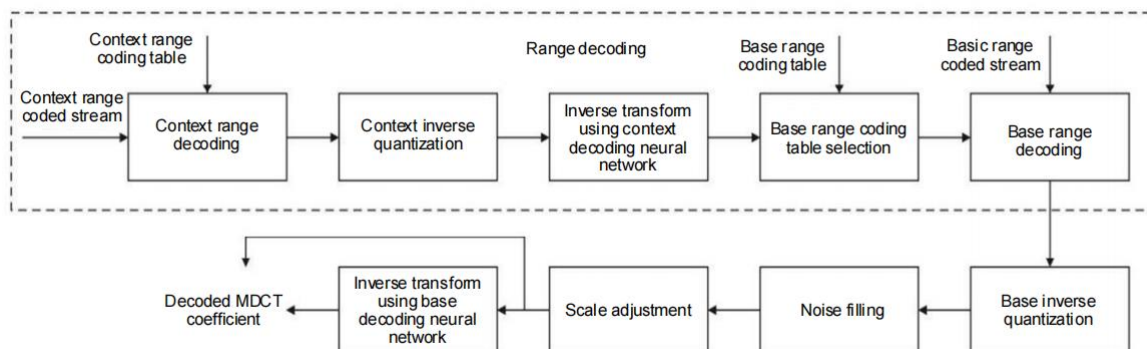 Context range
coding table
Range decoding
Base range
coding table
Basic range
coded stream
Context range
coded stream
Context range
decoding
Context inverse
quantization
Inverse transform
using context
decoding neural
network
Base range coding
table selection
Base range
decoding
Decoded MDCT
coefficient
Inverse transform
using base
decoding neural
network
Scale adjustment
Noise filling
Base inverse
quantization